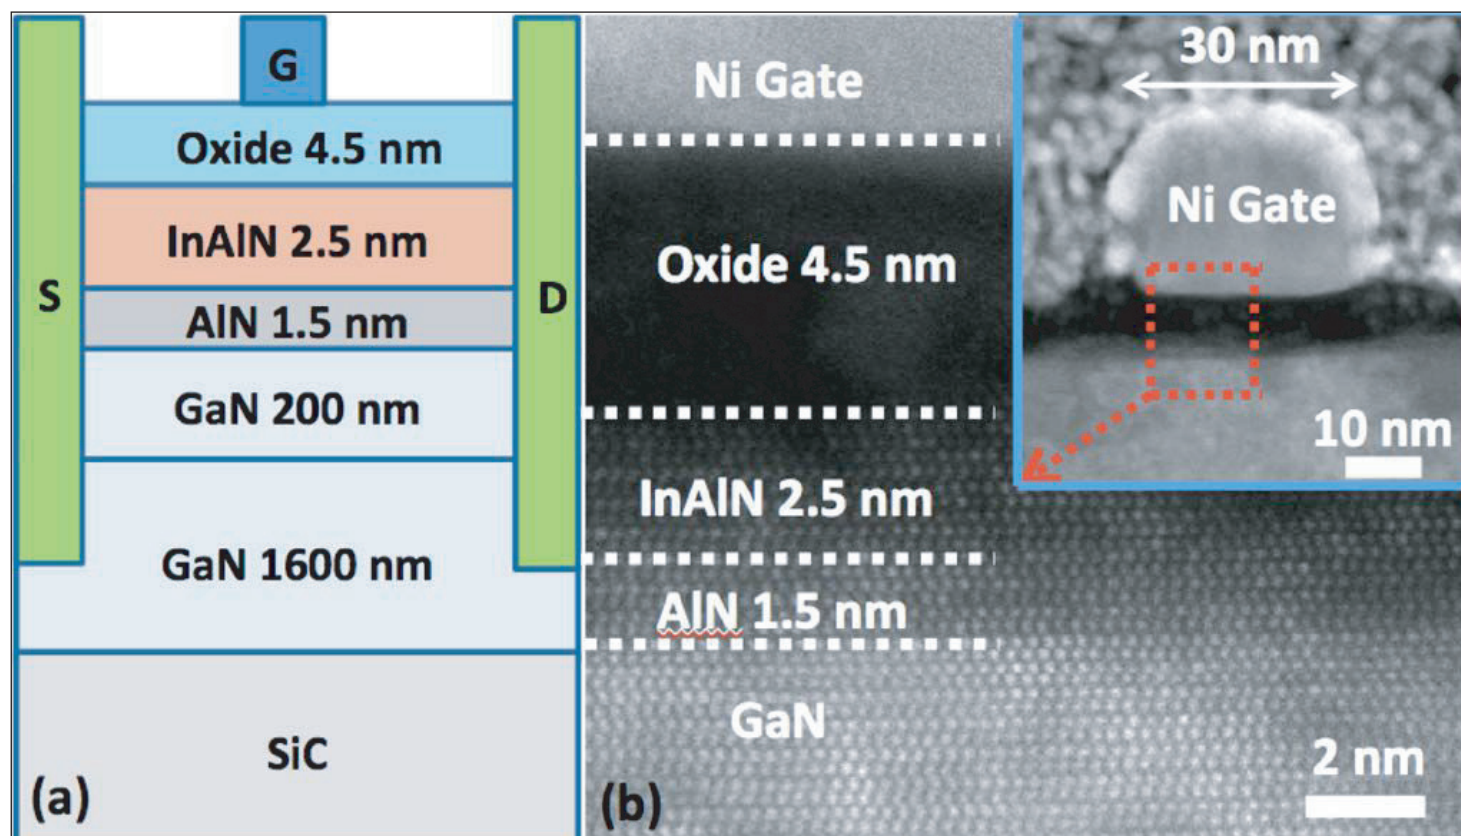 G
Oxide 4.5 nm
InAlN 2.5 nm
S
D
AlN 1.5 nm
GaN 200 nm
GaN 1600 nm
SiC
(a)
Ni Gate
Oxide 4.5 nm
InAlN 2.5 nm
AlN 1.5 nm
GaN
2 nm
(b)
30 nm
Ni Gate
10 nm